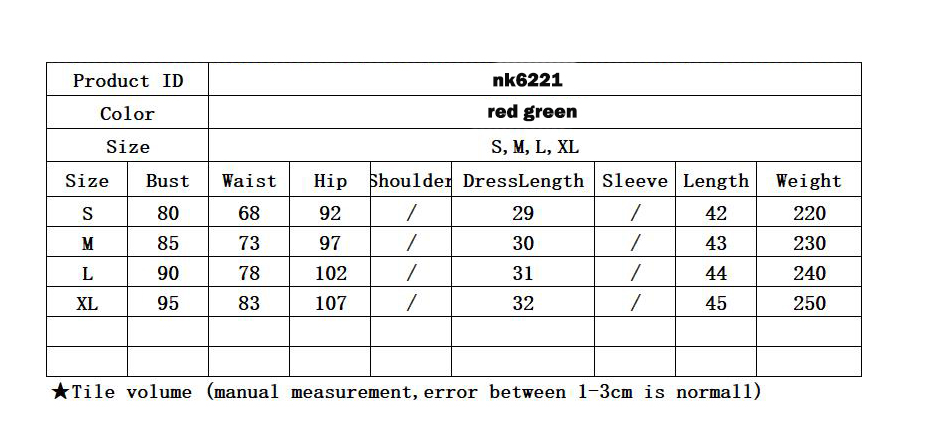 Product ID nk6221
Color red green
Size S, M, L, XL
Size Bust Waist Hip Shoulder DressLength Sleeve Length Weight
S 80 68 92 / 29 / 42 220
M 85 73 97 / 30 / 43 230
L 90 78 102 / 31 / 44 240
XL 95 83 107 / 32 / 45 250
★Tile volume (manual measurement, error between 1-3cm is normall)